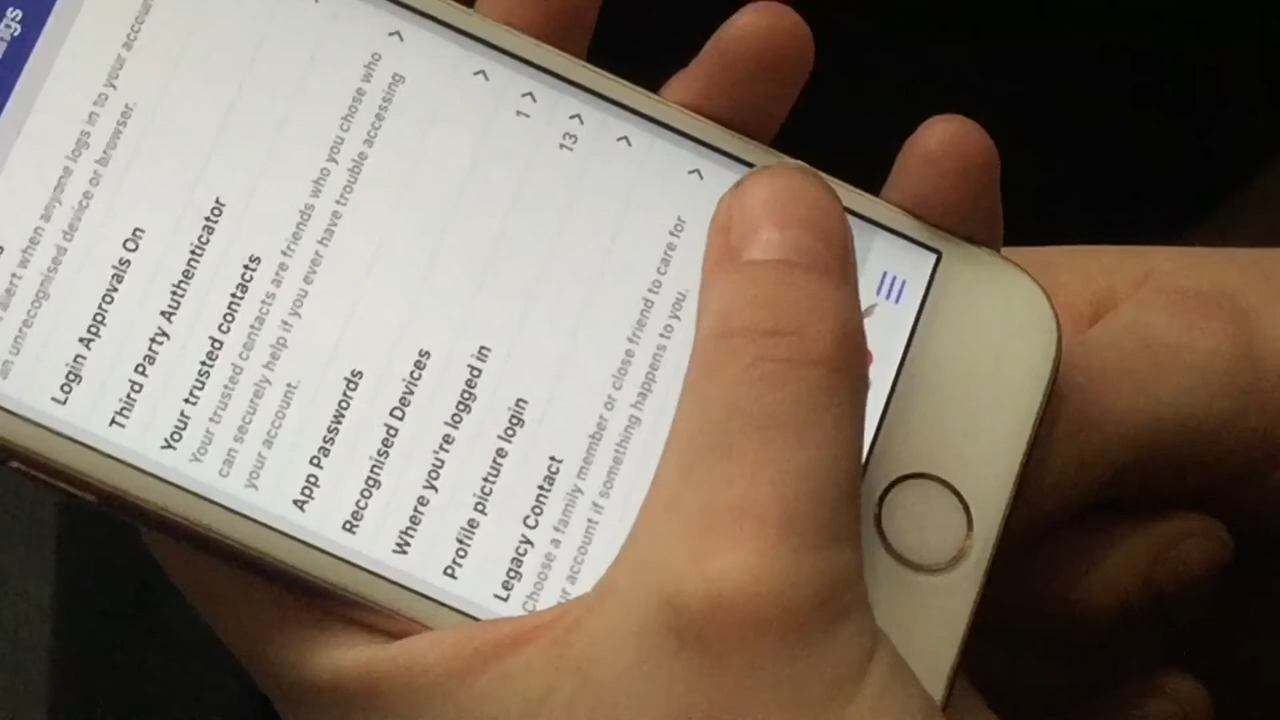 ngs
alert when anyone logs in to your accoun
an unrecognised device or browser.
Login Approvals On
Third Party Authenticator
Your trusted contacts
Your trusted contacts are friends who you chose who
can securely help if you ever have trouble accessing
your account.
App Passwords
Recognised Devices 1
Where you're logged in 13
Profile picture login
Legacy Contact
Choose a family member or close friend to care for
ur account if something happens to you.